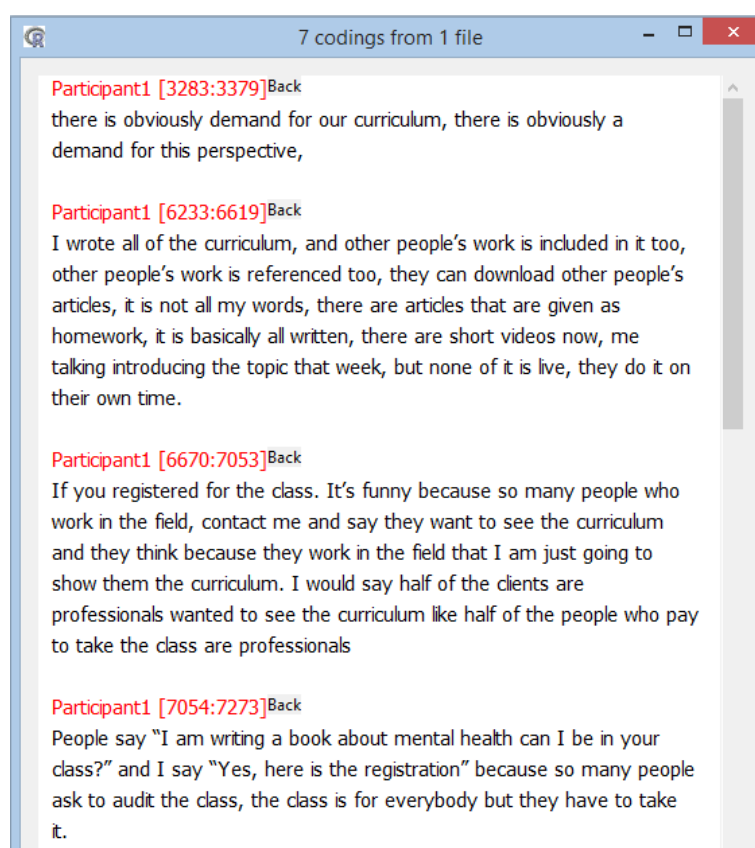 7 codings from 1 file
Participant1 [3283:3379]Back
there is obviously demand for our curriculum, there is obviously a
demand for this perspective,
Participant1 [6233:6619]Back
I wrote all of the curriculum, and other people’s work is included in it too,
other people’s work is referenced too, they can download other people’s
articles, it is not all my words, there are articles that are given as
homework, it is basically all written, there are short videos now, me
talking introducing the topic that week, but none of it is live, they do it on
their own time.
Participant1 [6670:7053]Back
If you registered for the class. It’s funny because so many people who
work in the field, contact me and say they want to see the curriculum
and they think because they work in the field that I am just going to
show them the curriculum. I would say half of the clients are
professionals wanted to see the curriculum like half of the people who pay
to take the class are professionals
Participant1 [7054:7273]Back
People say “I am writing a book about mental health can I be in your
class?” and I say “Yes, here is the registration” because so many people
ask to audit the class, the class is for everybody but they have to take
it.